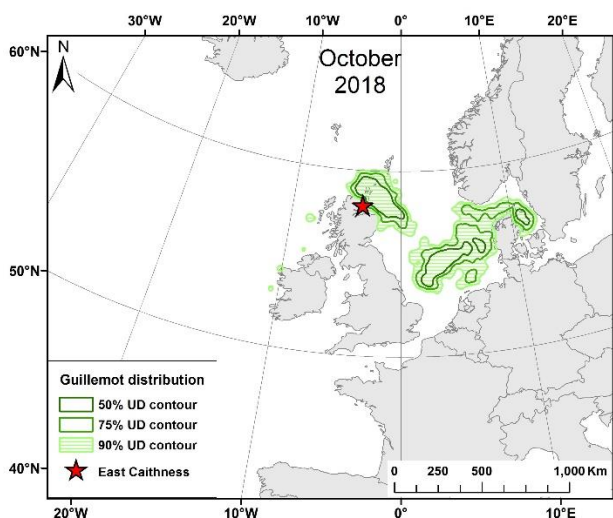 30°W 20°W 10°W 0° 10°E 20°E 30°E
60°N
N
October
2018
50°N
Guillemot distribution
50% UD contour
75% UD contour
90% UD contour
East Caithness
40°N
0 250 500 1,000 Km
20°W 10°W 0° 10°E